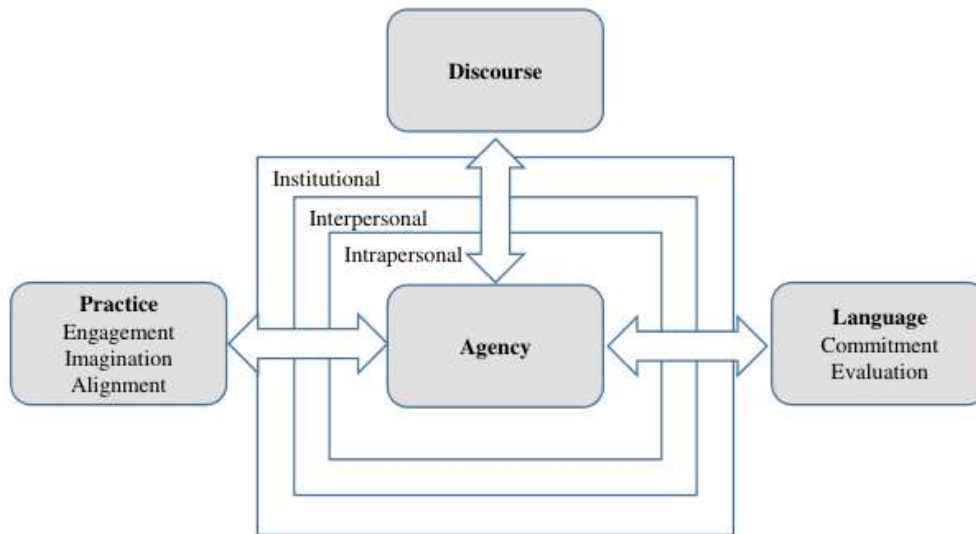 Discourse
Institutional
Interpersonal
Intrapersonal
Practice
Engagement
Imagination
Alignment
Agency
Language
Commitment
Evaluation